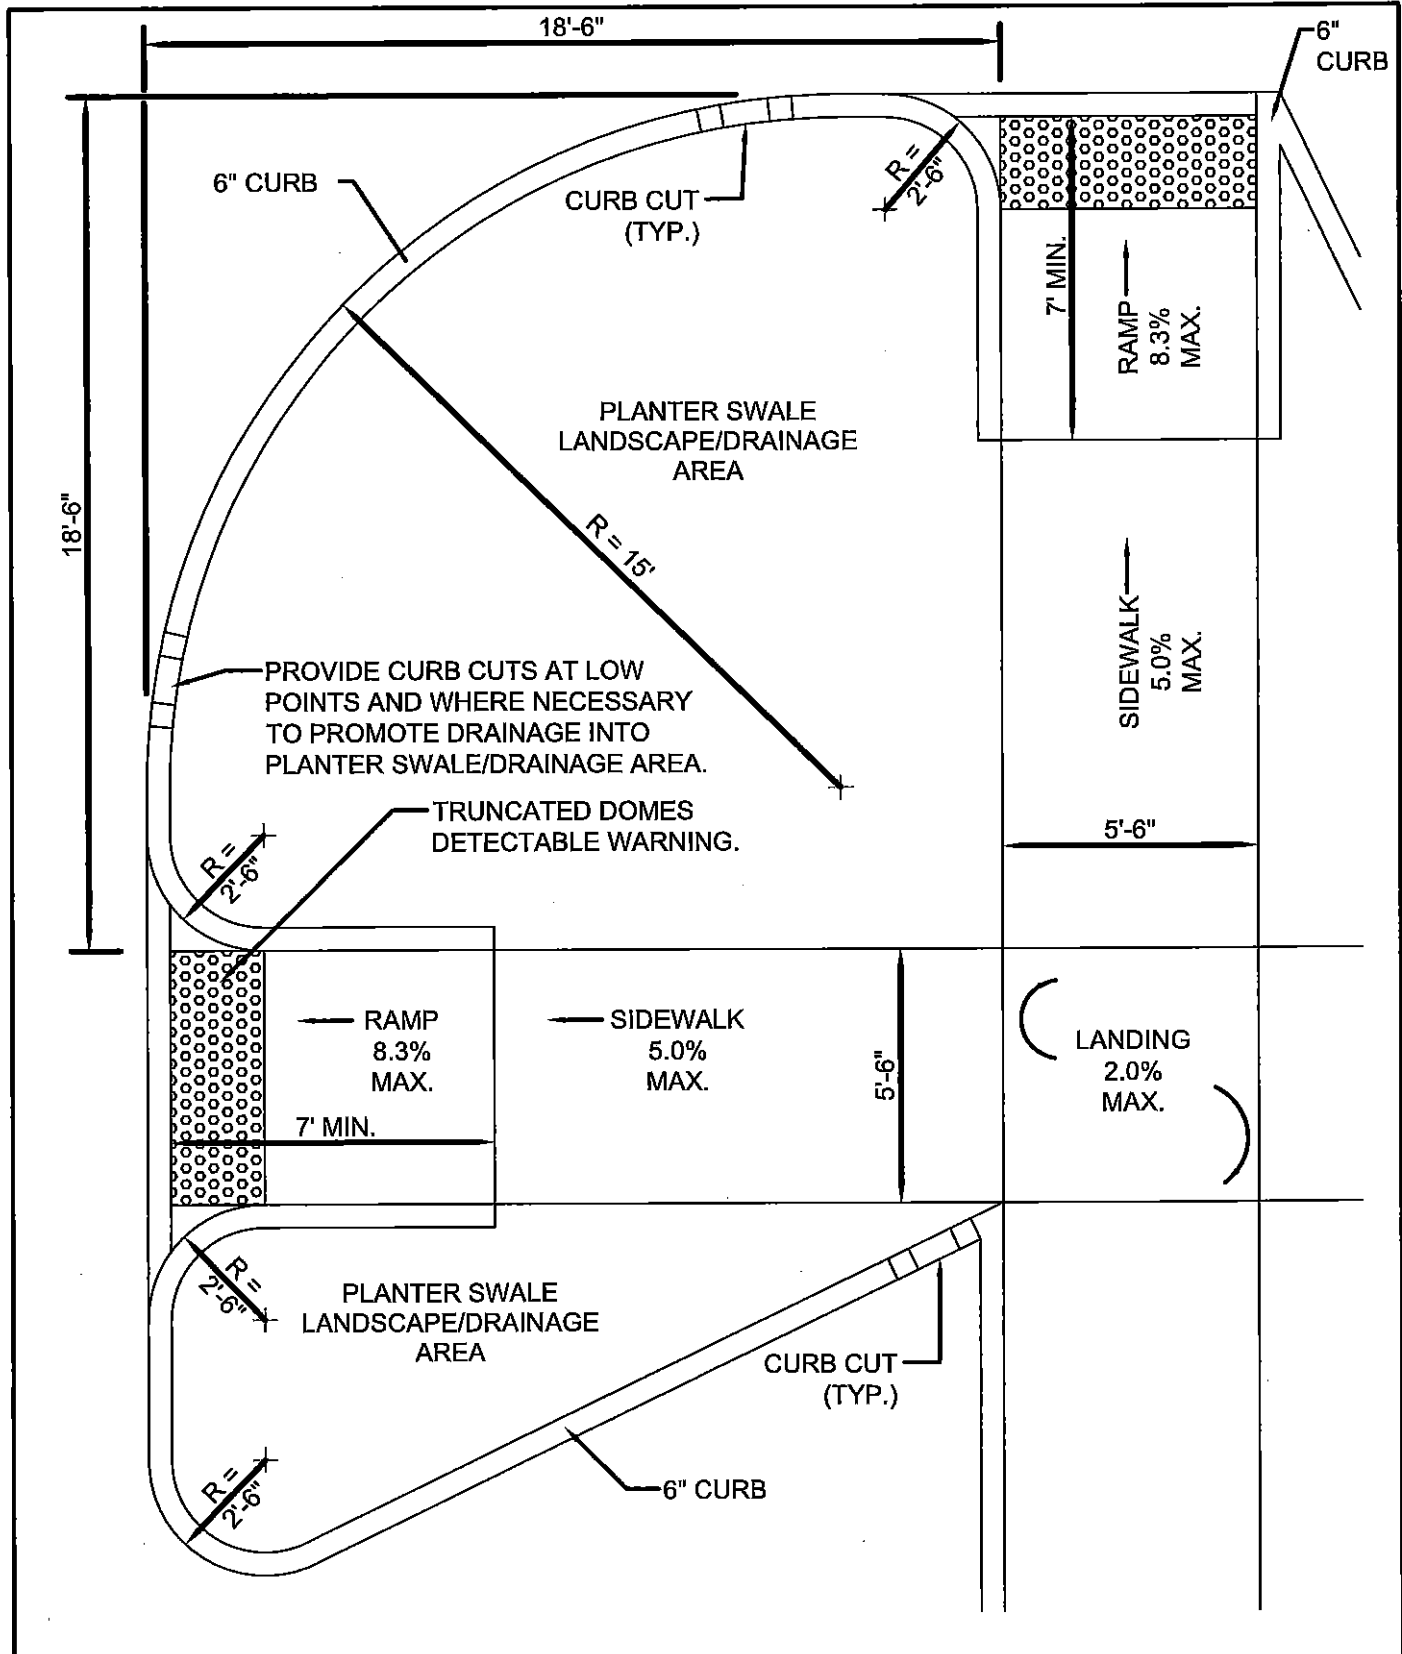 18'-6"
6"
CURB
6" CURB
CURB CUT
(TYP.)
R =
2'-6"
7' MIN.
RAMP
8.3%
MAX.
PLANTER SWALE
LANDSCAPE/DRAINAGE
AREA
18'-6"
R = 15'
SIDEWALK
5.0%
MAX.
PROVIDE CURB CUTS AT LOW
POINTS AND WHERE NECESSARY
TO PROMOTE DRAINAGE INTO
PLANTER SWALE/DRAINAGE AREA.
TRUNCATED DOMES
DETECTABLE WARNING.
5'-6"
R =
2'-6"
RAMP
8.3%
MAX.
SIDEWALK
5.0%
MAX.
5'-6"
LANDING
2.0%
MAX.
7' MIN.
R =
2'-6"
PLANTER SWALE
LANDSCAPE/DRAINAGE
AREA
CURB CUT
(TYP.)
R =
2'-6"
6" CURB